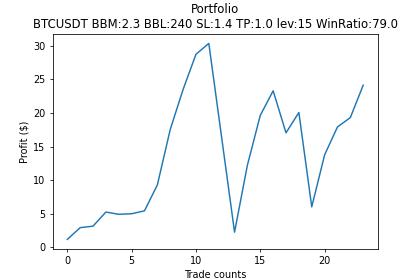 Portfolio
BTCUSDT BBM:2.3 BBL:240 SL:1.4 TP:1.0 lev:15 WinRatio:79.0
30
25
20
15
10
5
0
Profit ($)
0 5 10 15 20
Trade counts